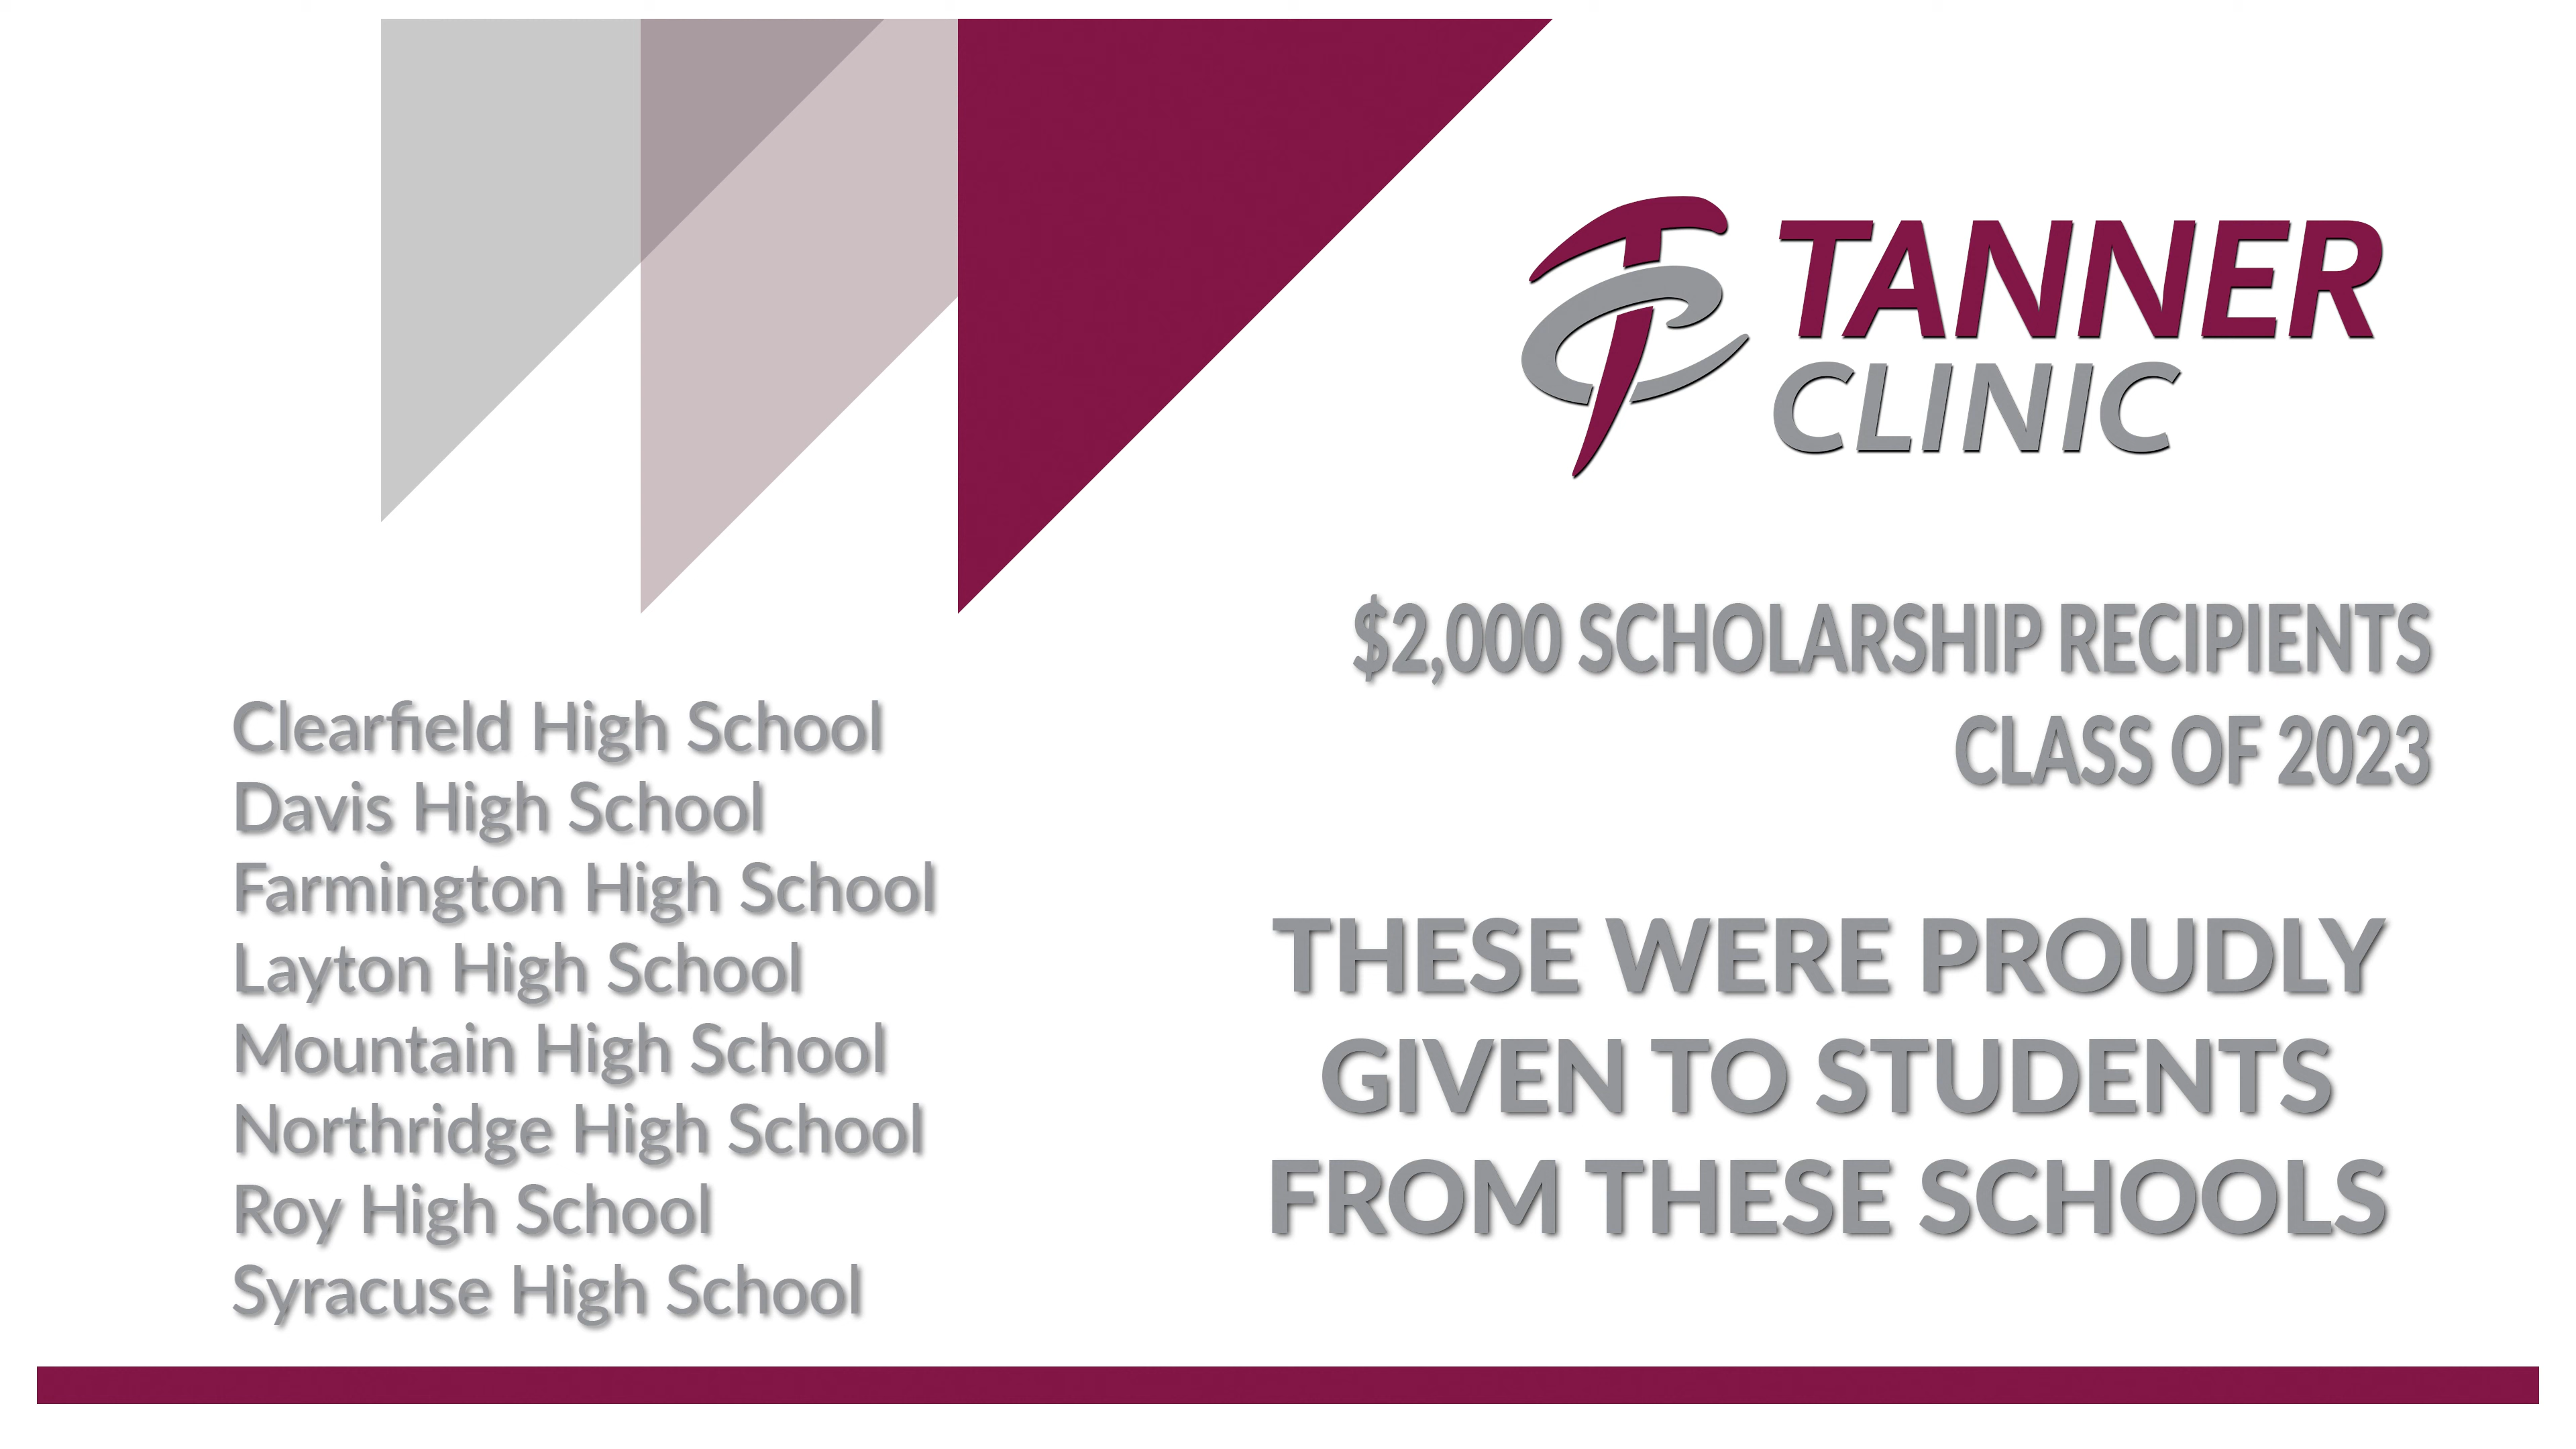 TANNER
CLINIC
$2,000 SCHOLARSHIP RECIPIENTS
CLASS OF 2023
Clearfield High School
Davis High School
Farmington High School
Layton High School
Mountain High School
Northridge High School
Roy High School
Syracuse High School
THESE WERE PROUDLY
GIVEN TO STUDENTS
FROM THESE SCHOOLS